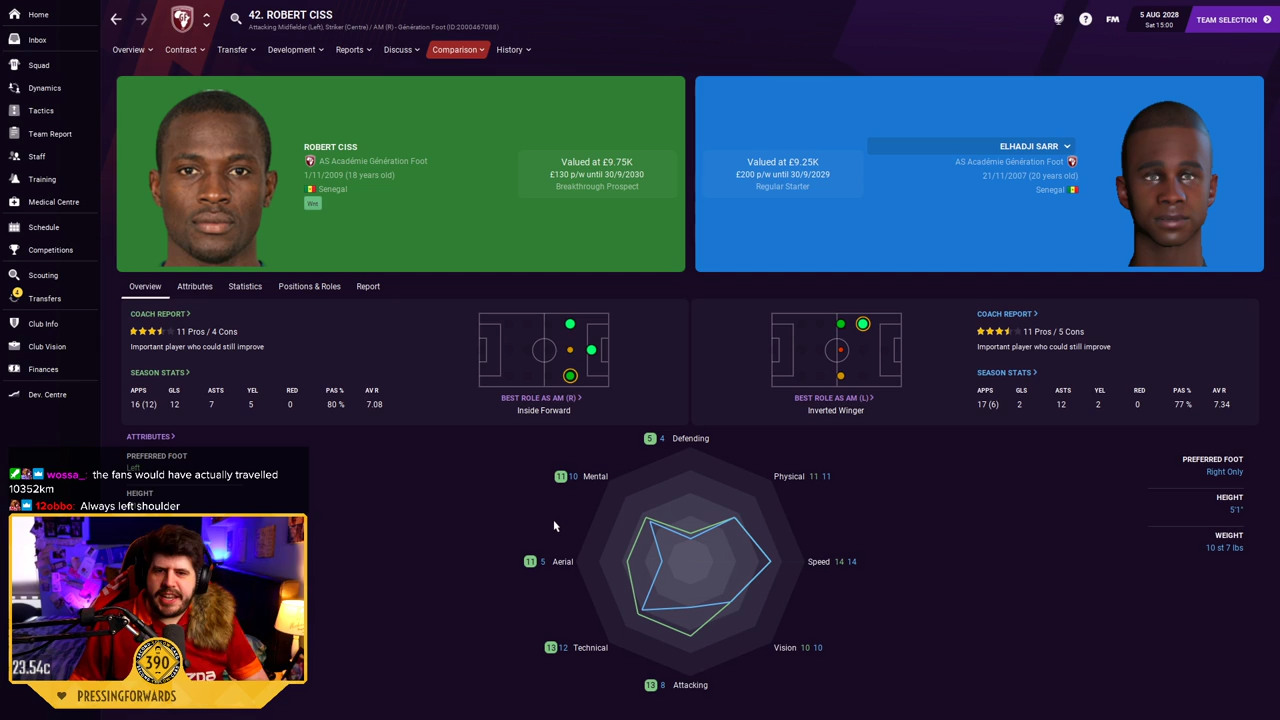 Home
Inbox
Squad
Dynamics
Tactics
Team Report
Staff
Training
Medical Centre
Schedule
Competitions
Scouting
4
Transfers
Club Info
Club Vision
Finances
Dev. Centre
42. ROBERT CISS
Attacking Midfielder (Left), Striker (Centre) / AM (R) - Génération Foot (ID:2000467088)
FM
5 AUG 2028
Sat 15:00
TEAM SELECTION
Overview Contract Transfer Development Reports Discuss Comparison History
ROBERT CISS
AS Académie Génération Foot
1/11/2009 (18 years old)
Senegal
Wnt
Valued at £9.75K
£130 p/w until 30/9/2030
Breakthrough Prospect
Valued at £9.25K
£200 p/w until 30/9/2029
Regular Starter
ELHADJI SARR
AS Académie Génération Foot
21/11/2007 (20 years old)
Senegal
Overview Attributes Statistics Positions & Roles Report
COACH REPORT
11 Pros / 4 Cons
Important player who could still improve
SEASON STATS
APPS GLS ASTS YEL RED PAS % AV R
16 (12) 12 7 5 0 80 % 7.08
BEST ROLE AS AM (R)
Inside Forward
BEST ROLE AS AM (L)
Inverted Winger
COACH REPORT
11 Pros / 5 Cons
Important player who could still improve
SEASON STATS
APPS GLS ASTS YEL RED PAS % AV R
17 (6) 2 12 2 0 77 % 7.34
ATTRIBUTES
PREFERRED FOOT
Left
HEIGHT
wossa_: the fans would have actually travelled
10352km
12obbo: Always left shoulder
5 4 Defending
11 10 Mental
Physical 11 11
11 5 Aerial
Speed 14 14
13 12 Technical
Vision 10 10
13 8 Attacking
PREFERRED FOOT
Right Only
HEIGHT
5'1"
WEIGHT
10 st 7 lbs
23.54c
390
PRESSINGFORWARDS